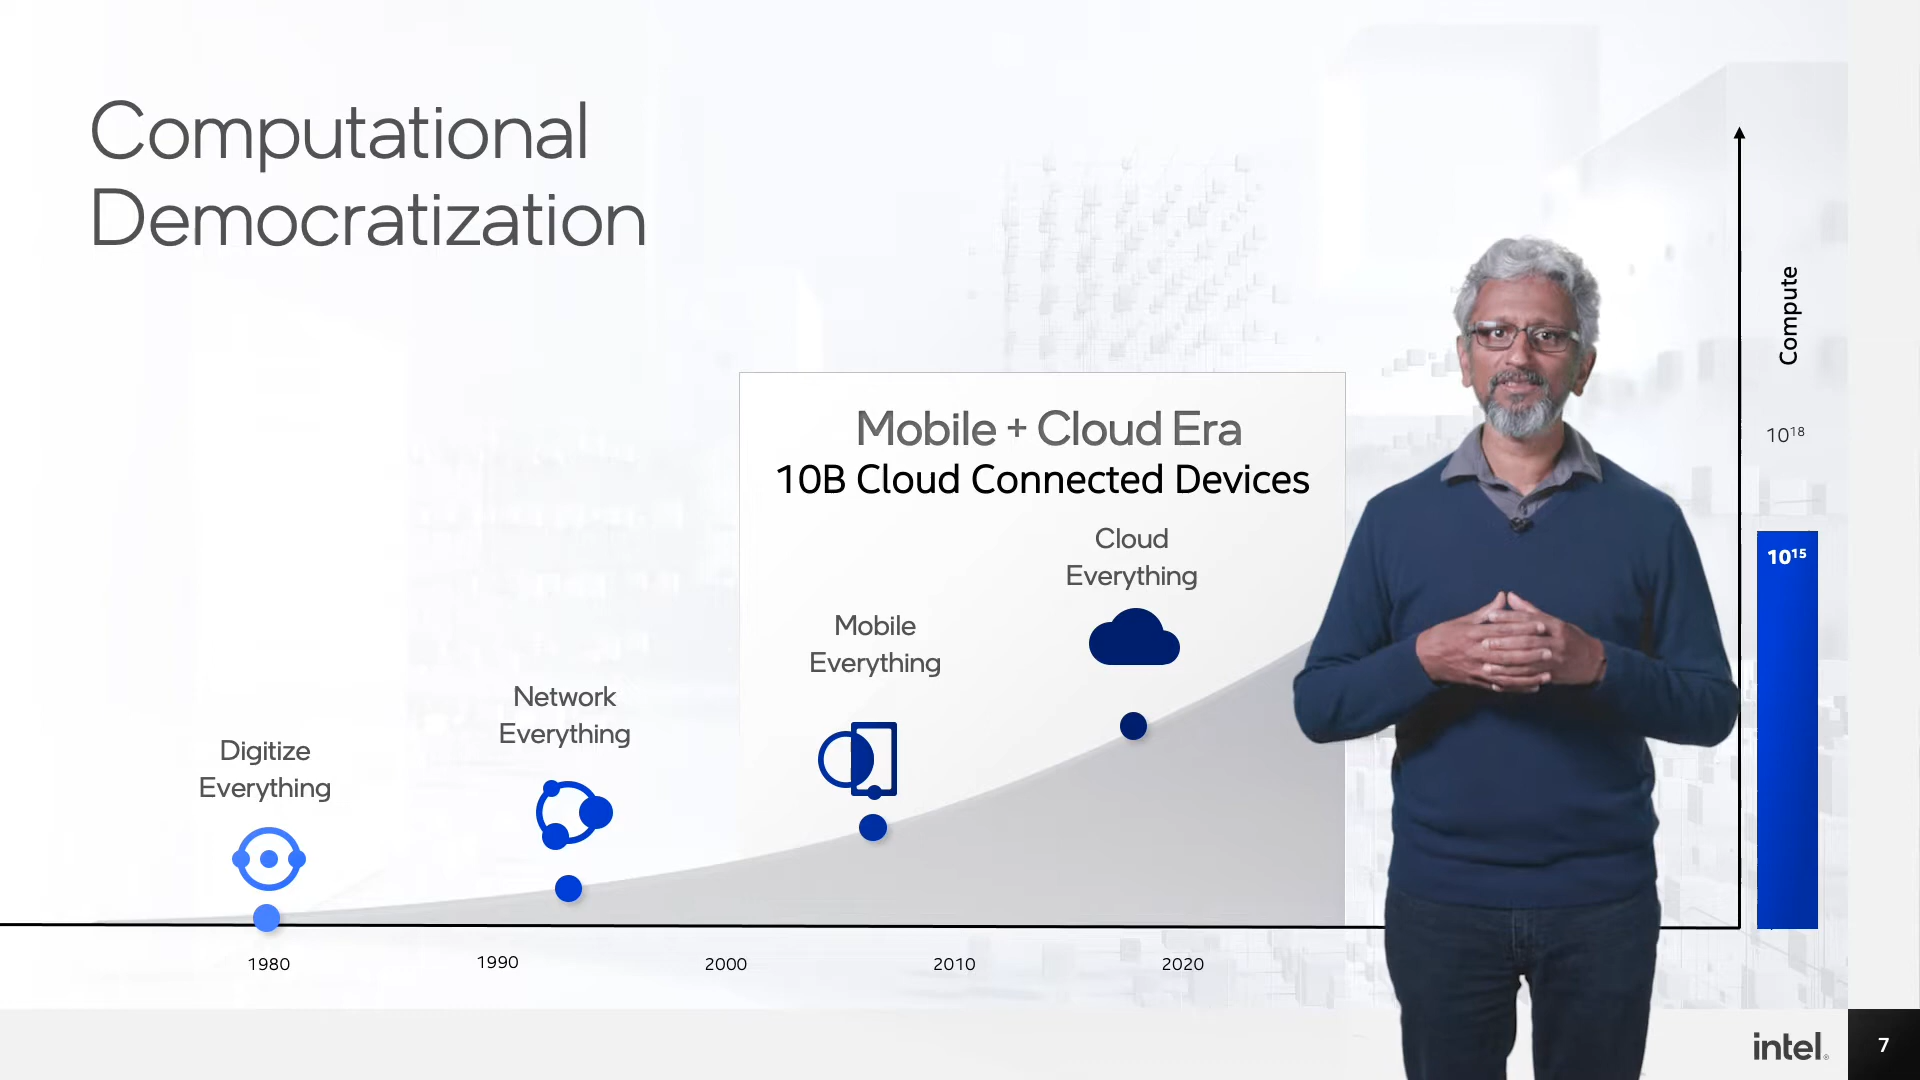 Computational
Democratization
Mobile + Cloud Era
10B Cloud Connected Devices
Cloud
Everything
Mobile
Everything
Network
Everything
Digitize
Everything
Compute
10¹⁸
10¹⁵
1980
1990
2000
2010
2020
intel.
7